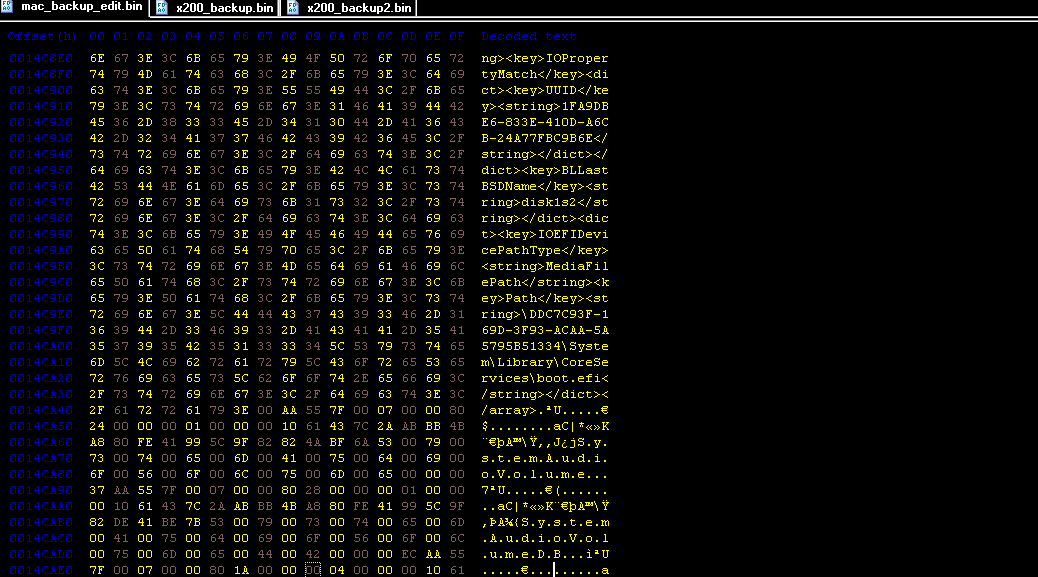 mac_backup_edit.bin x200_backup.bin x200_backup2.bin
Offset(h) 00 01 02 03 04 05 06 07 08 09 0A 0B 0C 0D 0E 0F Decoded text
0014C8E0 6E 67 3E 3C 6B 65 79 3E 49 4F 50 72 6F 70 65 72 ng><key>IOProper
0014C8F0 74 79 4D 61 74 63 68 3C 2F 6B 65 79 3E 3C 64 69 tyMatch</key><di
0014C900 63 74 3E 3C 6B 65 79 3E 55 55 49 44 3C 2F 6B 65 ct><key>UUID</ke
0014C910 79 3E 3C 73 74 72 69 6E 67 3E 31 46 41 39 44 42 y><string>1FA9DB
0014C920 45 36 2D 38 33 33 45 2D 34 31 30 44 2D 41 36 43 E6-833E-410D-A6C
0014C930 42 2D 32 34 41 37 37 46 42 43 39 42 36 45 3C 2F B-24A77FBC9B6E</
0014C940 73 74 72 69 6E 67 3E 3C 2F 64 69 63 74 3E 3C 2F string></dict></
0014C950 64 69 63 74 3E 3C 6B 65 79 3E 42 4C 4C 61 73 74 dict><key>BLLast
0014C960 42 53 44 4E 61 6D 65 3C 2F 6B 65 79 3E 3C 73 74 BSDName</key><st
0014C970 72 69 6E 67 3E 64 69 73 6B 31 73 32 3C 2F 73 74 ring>disk1s2</st
0014C980 72 69 6E 67 3E 3C 2F 64 69 63 74 3E 3C 64 69 63 ring></dict><dic
0014C990 74 3E 3C 6B 65 79 3E 49 4F 45 46 49 44 65 76 69 t><key>IOEFIDevi
0014C9A0 63 65 50 61 74 68 54 79 70 65 3C 2F 6B 65 79 3E cePathType</key>
0014C9B0 3C 73 74 72 69 6E 67 3E 4D 65 64 69 61 46 69 6C <string>MediaFil
0014C9C0 65 50 61 74 68 3C 2F 73 74 72 69 6E 67 3E 3C 6B ePath</string><k
0014C9D0 65 79 3E 50 61 74 68 3C 2F 6B 65 79 3E 3C 73 74 ey>Path</key><st
0014C9E0 72 69 6E 67 3E 5C 44 44 43 37 43 39 33 46 2D 31 ring>\DDC7C93F-1
0014C9F0 36 39 44 2D 33 46 39 33 2D 41 43 41 41 2D 35 41 69D-3F93-ACAA-5A
0014CA00 35 37 39 35 42 35 31 33 33 34 5C 53 79 73 74 65 5795B51334\Syste
0014CA10 6D 5C 4C 69 62 72 61 72 79 5C 43 6F 72 65 53 65 m\Library\CoreSe
0014CA20 72 76 69 63 65 73 5C 62 6F 6F 74 2E 65 66 69 3C rvices\boot.efi<
0014CA30 2F 73 74 72 69 6E 67 3E 3C 2F 64 69 63 74 3E 3C /string></dict><
0014CA40 2F 61 72 72 61 79 3E 00 AA 55 7F 00 07 00 00 80 /array>.ªU.....€
0014CA50 24 00 00 00 01 00 00 00 10 61 43 7C 2A AB BB 4B $........aC|*«»K
0014CA60 A8 80 FE 41 99 5C 9F 82 82 4A BF 6A 53 00 79 00 ¨€þA™\Ÿ‚‚J¿jS.y.
0014CA70 73 00 74 00 65 00 6D 00 41 00 75 00 64 00 69 00 s.t.e.m.A.u.d.i.
0014CA80 6F 00 56 00 6F 00 6C 00 75 00 6D 00 65 00 00 00 o.V.o.l.u.m.e...
0014CA90 37 AA 55 7F 00 07 00 00 80 28 00 00 00 01 00 00 7ªU.....€(......
0014CAA0 00 10 61 43 7C 2A AB BB 4B A8 80 FE 41 99 5C 9F ..aC|*«»K¨€þA™\Ÿ
0014CAB0 82 DE 41 BE 7B 53 00 79 00 73 00 74 00 65 00 6D ‚ÞA¾{S.y.s.t.e.m
0014CAC0 00 41 00 75 00 64 00 69 00 6F 00 56 00 6F 00 6C .A.u.d.i.o.V.o.l
0014CAD0 00 75 00 6D 00 65 00 44 00 42 00 00 00 EC AA 55 .u.m.e.D.B...ìªU
0014CAE0 7F 00 07 00 00 80 1A 00 00 00 04 00 00 00 10 61 .....€.........a